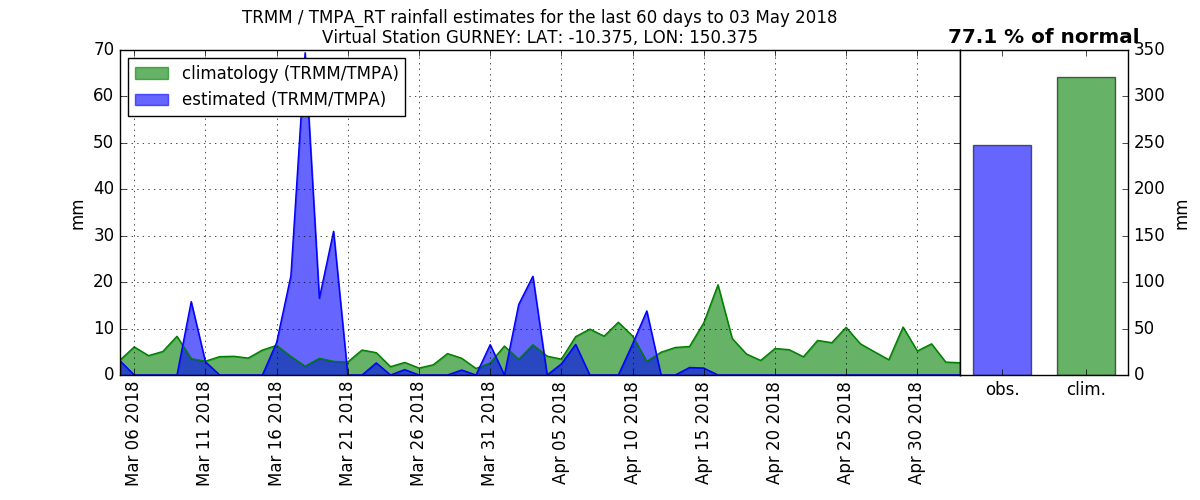 TRMM / TMPA_RT rainfall estimates for the last 60 days to 03 May 2018
Virtual Station GURNEY: LAT: -10.375, LON: 150.375
77.1 % of normal
climatology (TRMM/TMPA)
estimated (TRMM/TMPA)
70
60
50
40
30
20
10
0
mm
350
300
250
200
150
100
50
0
mm
obs.
clim.
Mar 06 2018
Mar 11 2018
Mar 16 2018
Mar 21 2018
Mar 26 2018
Mar 31 2018
Apr 05 2018
Apr 10 2018
Apr 15 2018
Apr 20 2018
Apr 25 2018
Apr 30 2018